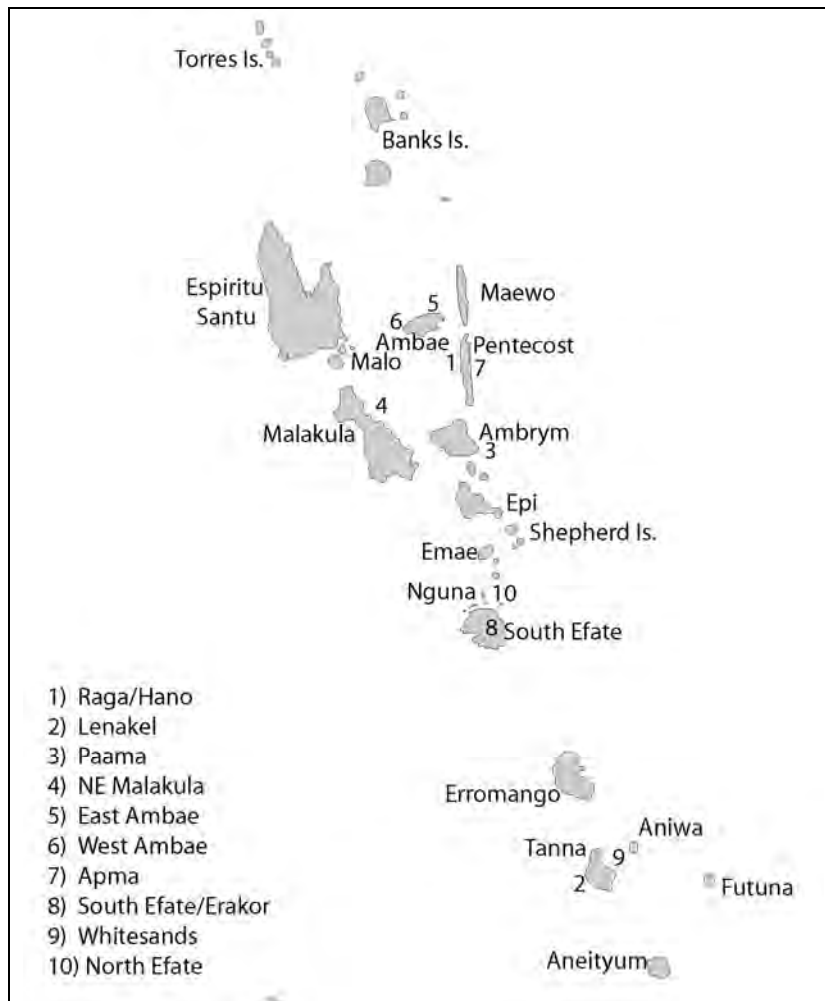 Torres Is.
Banks Is.
Espiritu
Santu
Maewo
5
6
Ambae
Pentecost
1
7
Malo
4
Malakula
Ambrym
3
Epi
Shepherd Is.
Emae
Nguna
10
8
South Efate
1) Raga/Hano
2) Lenakel
3) Paama
4) NE Malakula
5) East Ambae
6) West Ambae
7) Apma
8) South Efate/Erakor
9) Whitesands
10) North Efate
Erromango
Aniwa
Tanna
9
2
Futuna
Aneityum